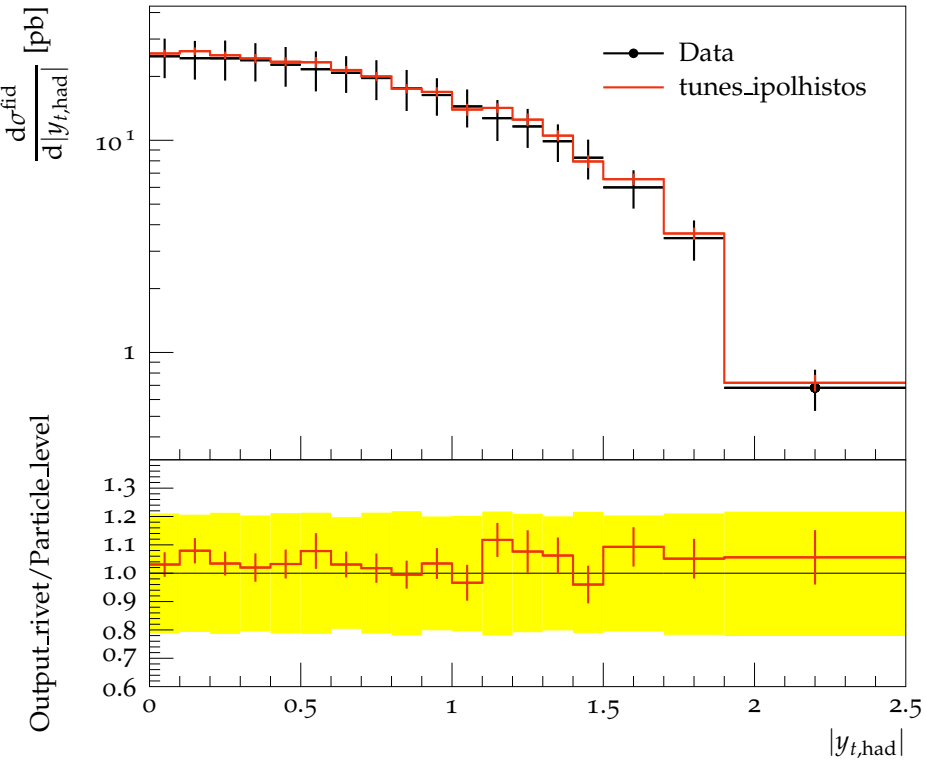 dσ^fid
d|y_t,had|
[pb]
Data
tunes_ipolhistos
10^1
1
Output_rivet/Particle_level
1.3
1.2
1.1
1.0
0.9
0.8
0.7
0.6
0 0.5 1 1.5 2 2.5
|y_t,had|